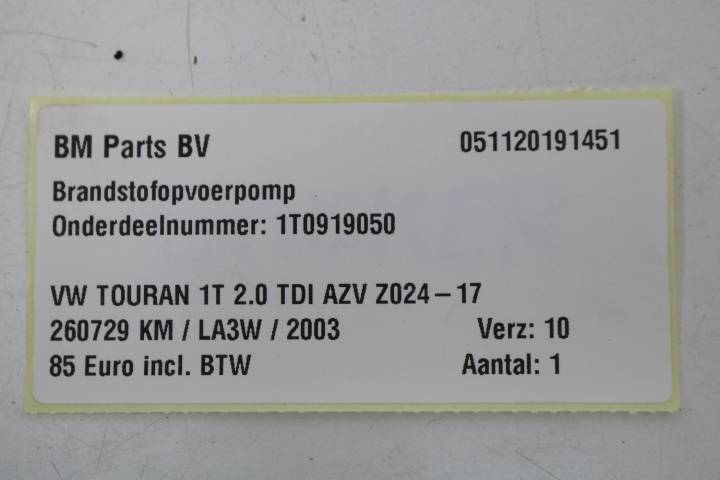 BM Parts BV 051120191451
Brandstofopvoerpomp
Onderdeelnummer: 1T0919050
VW TOURAN 1T 2.0 TDI AZV Z024-17
260729 KM / LA3W / 2003 Verz: 10
85 Euro incl. BTW Aantal: 1